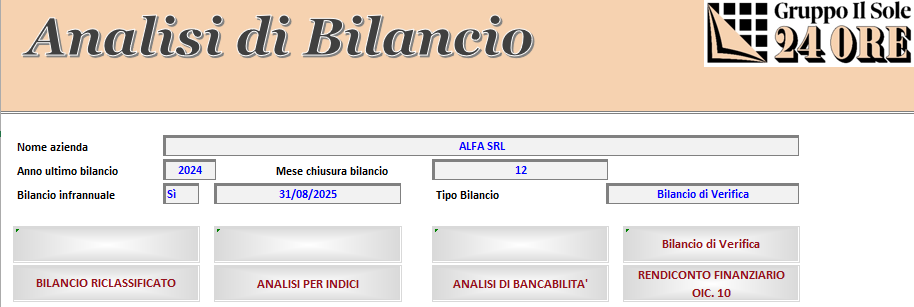 Analisi di Bilancio
Gruppo Il Sole
24 ORE
Nome azienda ALFA SRL
Anno ultimo bilancio 2024 Mese chiusura bilancio 12
Bilancio infrannuale Sì 31/08/2025 Tipo Bilancio Bilancio di Verifica
Bilancio di Verifica
BILANCIO RICLASSIFICATO ANALISI PER INDICI ANALISI DI BANCABILITA' RENDICONTO FINANZIARIO
OIC. 10